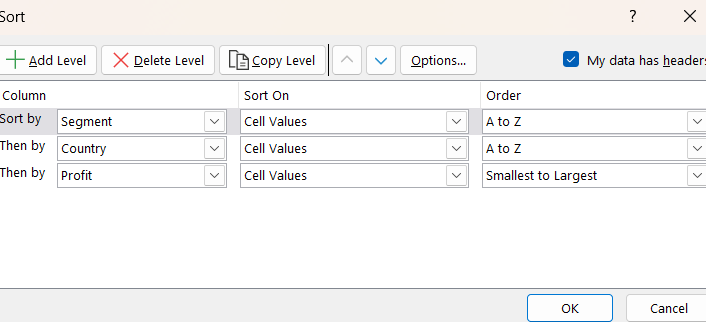 Sort ?
Add Level Delete Level Copy Level Options... My data has headers
Column Sort On Order
Sort by Segment Cell Values A to Z
Then by Country Cell Values A to Z
Then by Profit Cell Values Smallest to Largest
OK Cancel